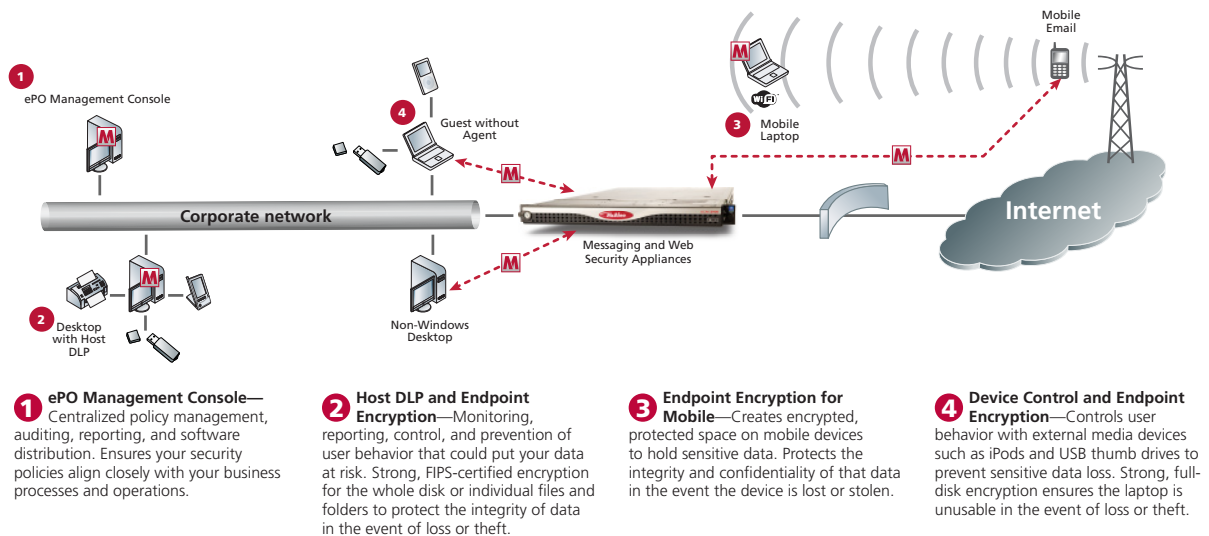 1
ePO Management Console
M
Corporate network
M
2
Desktop
with Host
DLP
4
Guest without
Agent
M
McAfee
Messaging and Web
Security Appliances
M
Non-Windows
Desktop
M
Wi Fi
3
Mobile
Laptop
Mobile
Email
M
Internet
1 ePO Management Console—
Centralized policy management,
auditing, reporting, and software
distribution. Ensures your security
policies align closely with your business
processes and operations.
2 Host DLP and Endpoint
Encryption—Monitoring,
reporting, control, and prevention of
user behavior that could put your data
at risk. Strong, FIPS-certified encryption
for the whole disk or individual files and
folders to protect the integrity of data
in the event of loss or theft.
3 Endpoint Encryption for
Mobile—Creates encrypted,
protected space on mobile devices
to hold sensitive data. Protects the
integrity and confidentiality of that data
in the event the device is lost or stolen.
4 Device Control and Endpoint
Encryption—Controls user
behavior with external media devices
such as iPods and USB thumb drives to
prevent sensitive data loss. Strong, full-
disk encryption ensures the laptop is
unusable in the event of loss or theft.